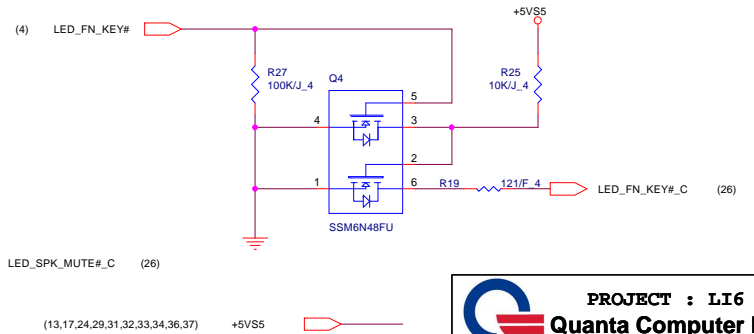 +5VS5
(4) LED_FN_KEY#
R27
100K/J_4
Q4
R25
10K/J_4
5
4
3
2
1
6
R19
121/F_4
LED_FN_KEY#_C (26)
SSM6N48FU
LED_SPK_MUTE#_C (26)
(13,17,24,29,31,32,33,34,36,37) +5VS5
PROJECT : LI6
Quanta Computer